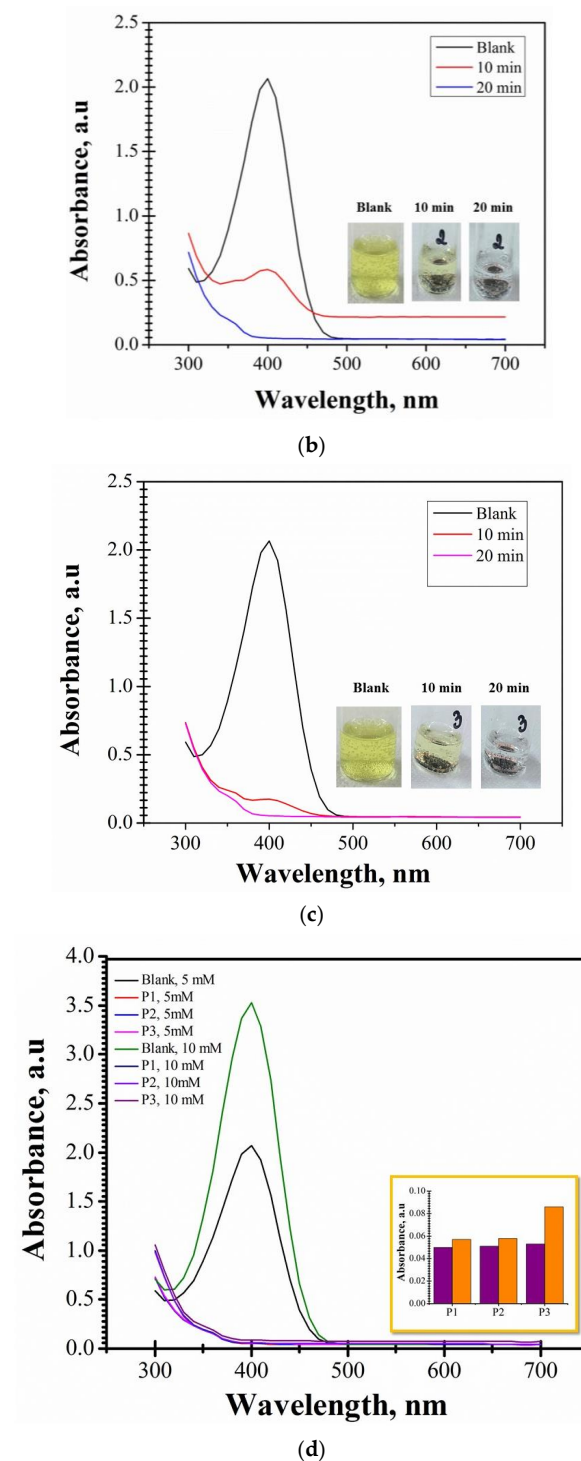 2.5
Blank
10 min
20 min
2.0
1.5
Blank 10 min 20 min
1.0
2 2
0.5
0.0
300 400 500 600 700
Absorbance, a.u
Wavelength, nm
(b)
2.5
Blank
10 min
20 min
2.0
1.5
1.0
Blank 10 min 20 min
3 3
0.5
0.0
300 400 500 600 700
Absorbance, a.u
Wavelength, nm
(c)
4.0
Blank, 5 mM
P1, 5mM
P2, 5mM
P3, 5mM
Blank, 10 mM
P1, 10 mM
P2, 10mM
P3, 10 mM
3.5
3.0
2.5
2.0
1.5
1.0
0.5
0.0
300 400 500 600 700
Absorbance, a.u
Wavelength, nm
0.10
0.08
0.06
0.04
0.02
0.00
P1 P2 P3
Absorbance, a.u
(d)